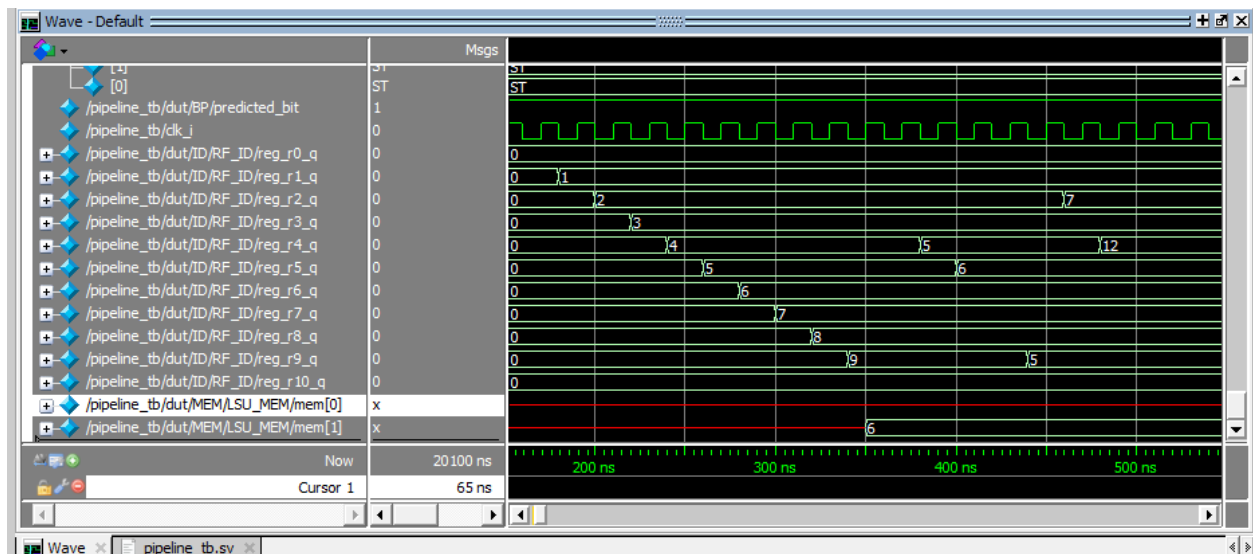 Wave - Default
Msgs
[1] ST ST
[0] ST ST
/pipeline_tb/dut/BP/predicted_bit 1
/pipeline_tb/clk_i 0
/pipeline_tb/dut/ID/RF_ID/reg_r0_q 0 0
/pipeline_tb/dut/ID/RF_ID/reg_r1_q 0 0 1
/pipeline_tb/dut/ID/RF_ID/reg_r2_q 0 0 2 7
/pipeline_tb/dut/ID/RF_ID/reg_r3_q 0 0 3
/pipeline_tb/dut/ID/RF_ID/reg_r4_q 0 0 4 5 12
/pipeline_tb/dut/ID/RF_ID/reg_r5_q 0 0 5 6
/pipeline_tb/dut/ID/RF_ID/reg_r6_q 0 0 6
/pipeline_tb/dut/ID/RF_ID/reg_r7_q 0 0 7
/pipeline_tb/dut/ID/RF_ID/reg_r8_q 0 0 8
/pipeline_tb/dut/ID/RF_ID/reg_r9_q 0 0 9 5
/pipeline_tb/dut/ID/RF_ID/reg_r10_q 0 0
/pipeline_tb/dut/MEM/LSU_MEM/mem[0] x
/pipeline_tb/dut/MEM/LSU_MEM/mem[1] x 6
Now 20100 ns 200 ns 300 ns 400 ns 500 ns
Cursor 1 65 ns
Wave pipeline_tb.sv